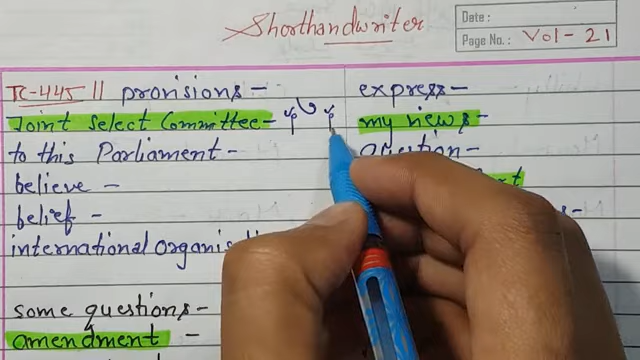 Shorthandwriter
Date :
Page No. : Vol - 21
TC-445 || provisions -
Joint Select Committee -
to this Parliament -
believe -
belief -
international
some questions -
amendment -
express -
my views -
question -